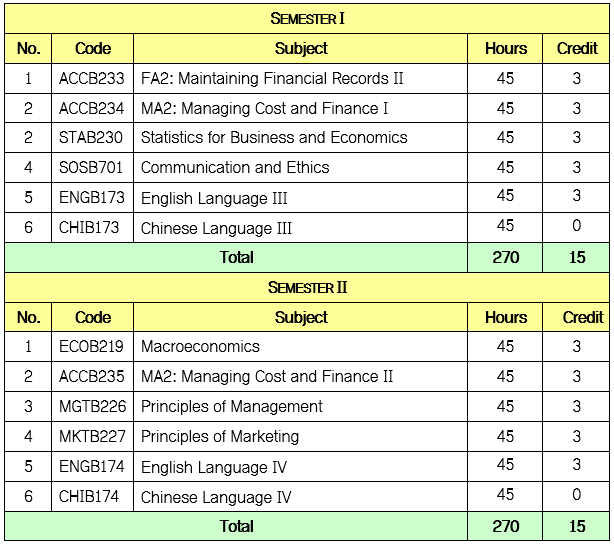 SEMESTER I
No. Code Subject Hours Credit
1 ACCB233 FA2: Maintaining Financial Records II 45 3
2 ACCB234 MA2: Managing Cost and Finance I 45 3
2 STAB230 Statistics for Business and Economics 45 3
4 SOSB701 Communication and Ethics 45 3
5 ENGB173 English Language III 45 3
6 CHIB173 Chinese Language III 45 0
Total 270 15
SEMESTER II
No. Code Subject Hours Credit
1 ECOB219 Macroeconomics 45 3
2 ACCB235 MA2: Managing Cost and Finance II 45 3
3 MGTB226 Principles of Management 45 3
4 MKTB227 Principles of Marketing 45 3
5 ENGB174 English Language IV 45 3
6 CHIB174 Chinese Language IV 45 0
Total 270 15